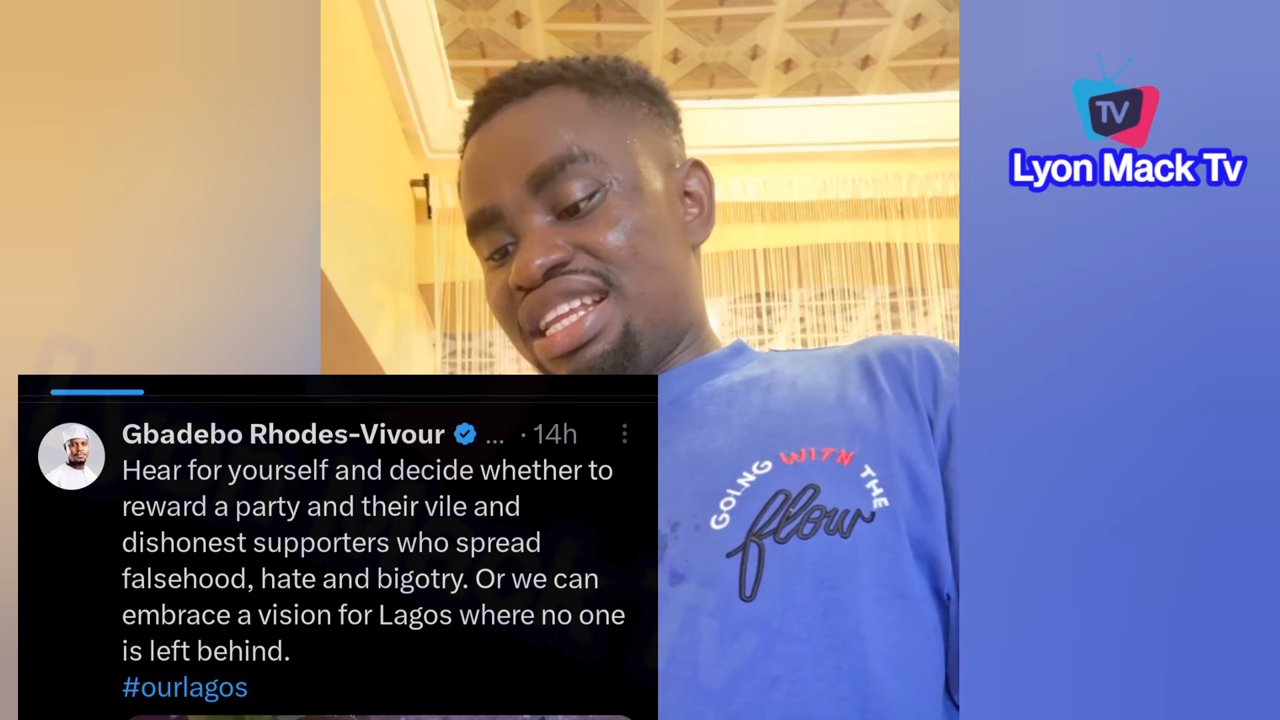 TV
Lyon Mack Tv
Gbadebo Rhodes-Vivour ... · 14h
Hear for yourself and decide whether to
reward a party and their vile and
dishonest supporters who spread
falsehood, hate and bigotry. Or we can
embrace a vision for Lagos where no one
is left behind.
#ourlagos
GOING WITH THE
flow